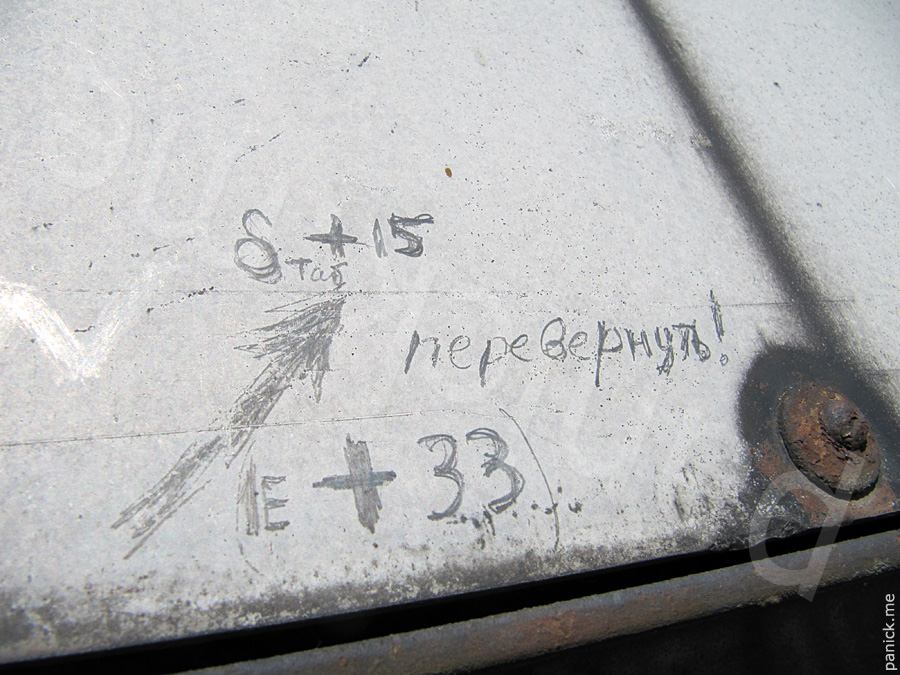 δтаб + 15
перевернуть!
E + 33
panick.me